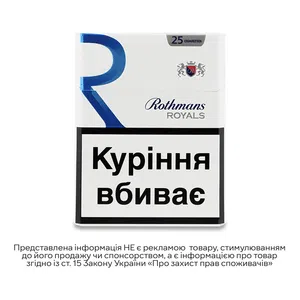 25
R
Rothmans
ROYALS
Куріння
вбиває
Представлена інформація НЕ є рекламою товару, стимулюванням
до його продажу чи спонсорством, а є інформацією про товар
згідно із ст. 15 Закону України «Про захист прав споживачів»